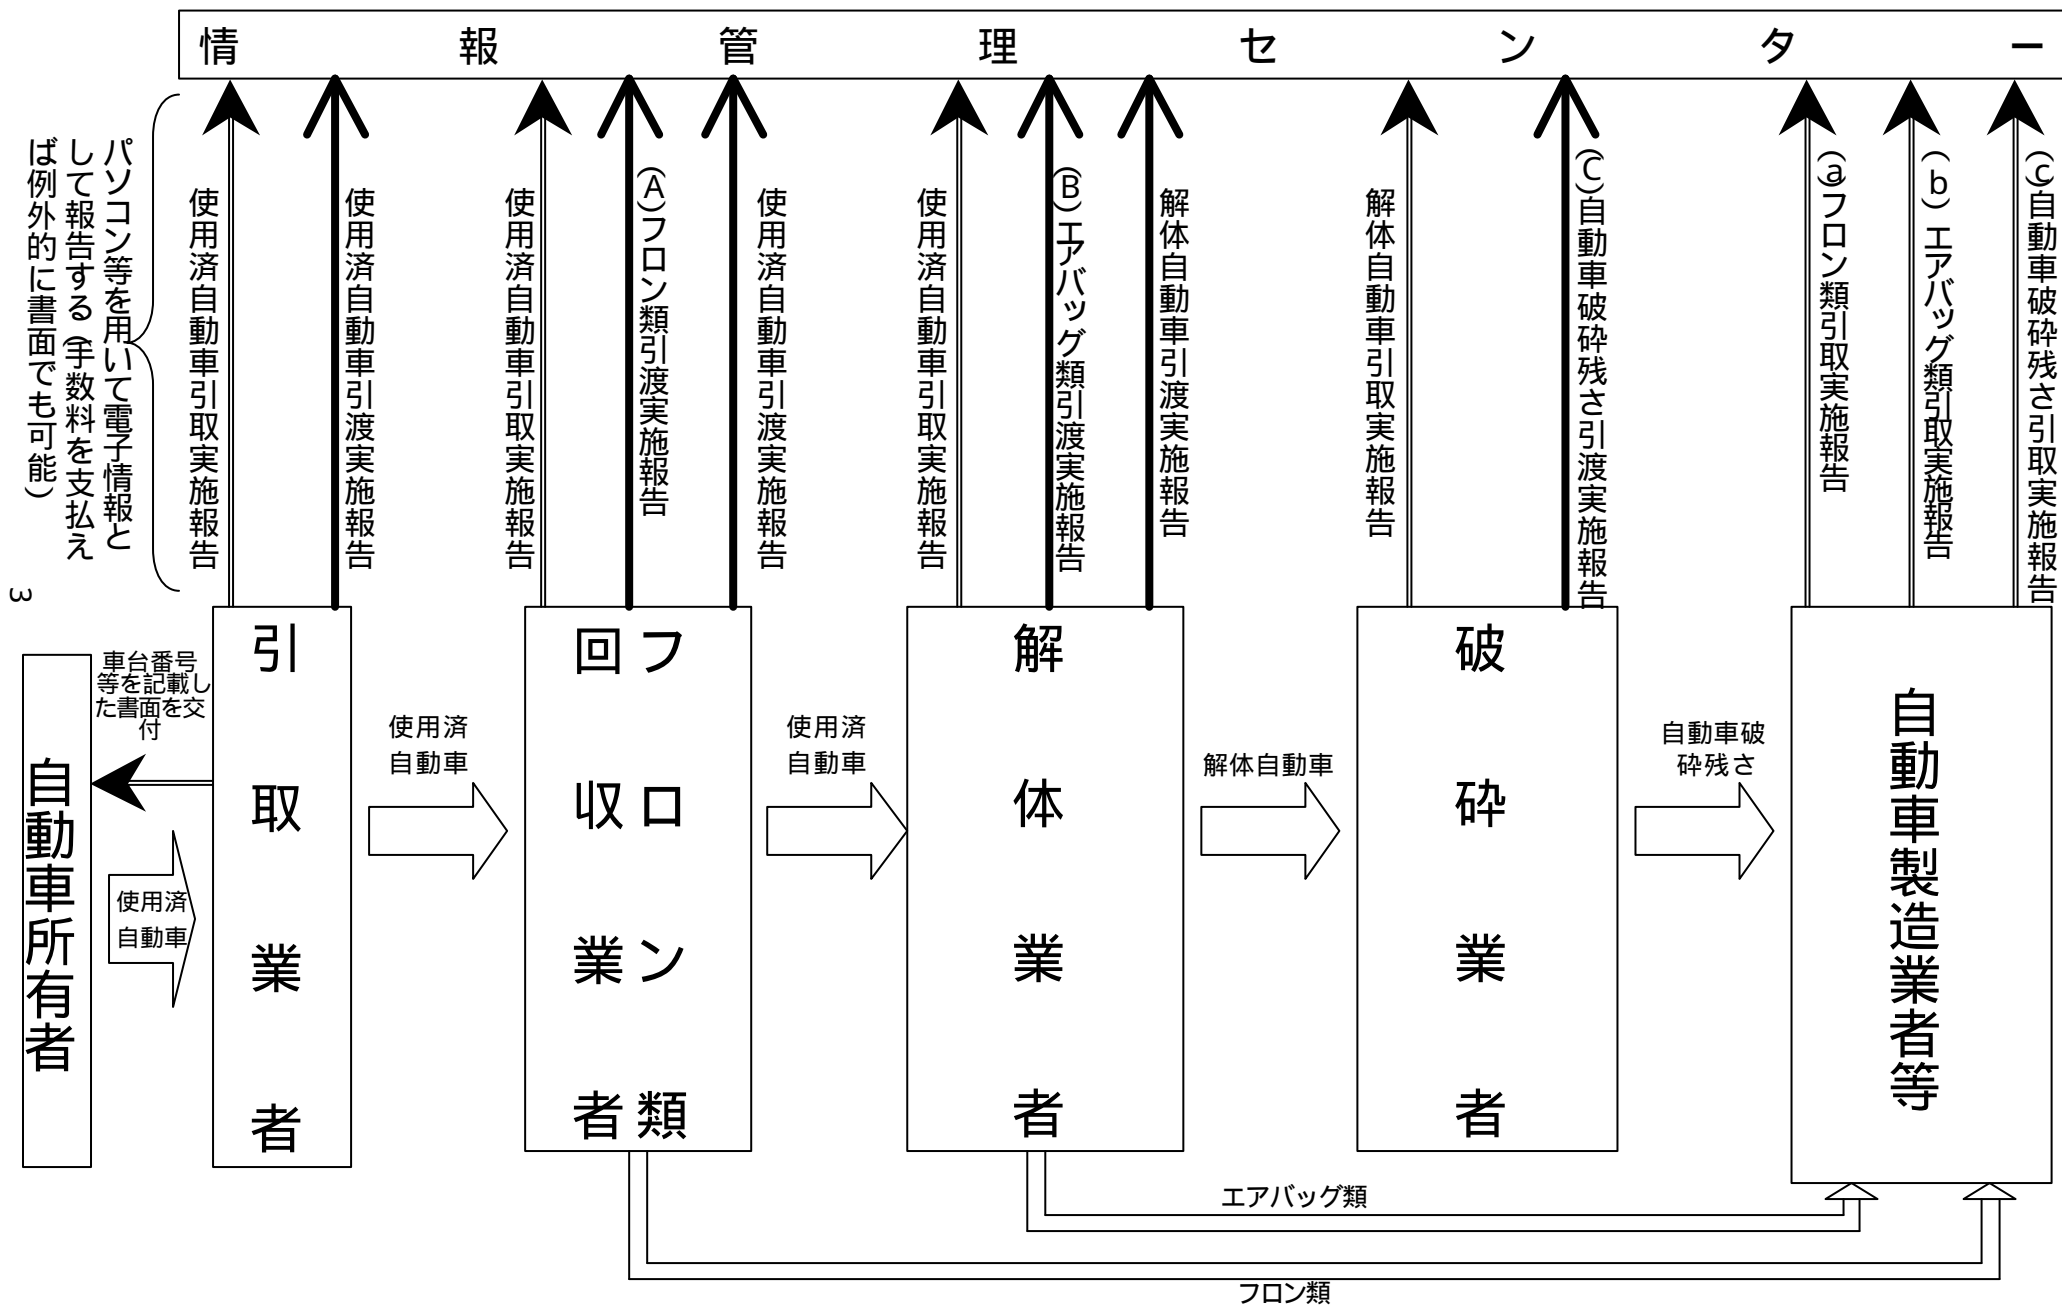 情報管理センター
パソコン等を用いて電子情報と
して報告する(手数料を支払え
ば例外的に書面でも可能)
使用済自動車引取実施報告
使用済自動車引渡実施報告
使用済自動車引取実施報告
(A)フロン類引渡実施報告
使用済自動車引渡実施報告
使用済自動車引取実施報告
(B)エアバッグ類引渡実施報告
解体自動車引渡実施報告
解体自動車引取実施報告
(C)自動車破砕残さ引渡実施報告
(a)フロン類引取実施報告
(b)エアバッグ類引取実施報告
(c)自動車破砕残さ引取実施報告
3
自動車所有者
車台番号
等を記載し
た書面を交
付
使用済
自動車
引取業者
使用済
自動車
フロン類
回収業者
使用済
自動車
解体業者
解体自動車
破砕業者
自動車破
砕残さ
自動車製造業者等
エアバッグ類
フロン類